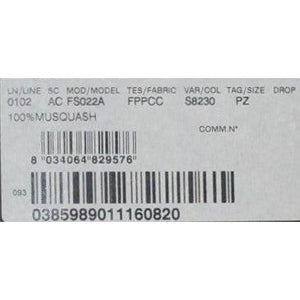 LN/LINE SC MOD/MODEL TES/FABRIC VAR/COL TAG/SIZE DROP
0102 AC FS022A FPPCC S8230 PZ
100%MUSQUASH
COMM.N°
8 034064 829576
093
0385989011160820